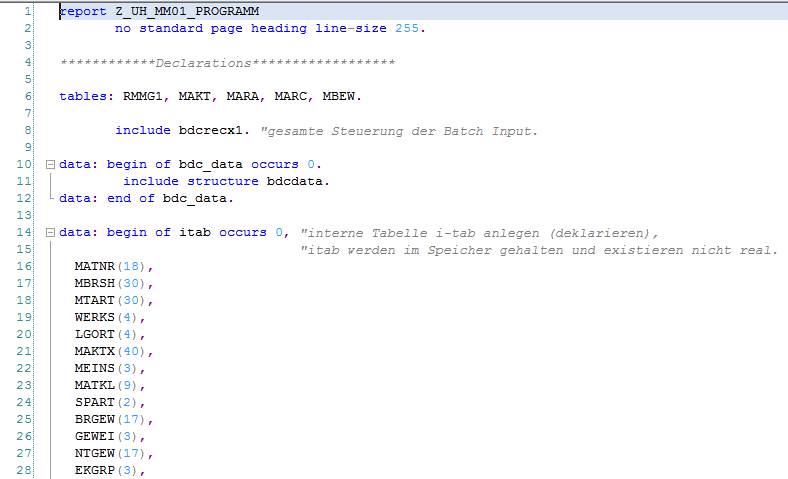 1 report Z_UH_MM01_PROGRAMM
2 no standard page heading line-size 255.
3
4 ************Declarations******************
5
6 tables: RMMG1, MAKT, MARA, MARC, MBEW.
7
8 include bdcrecx1. "gesamte Steuerung der Batch Input.
9
10 data: begin of bdc_data occurs 0.
11 include structure bdcdata.
12 data: end of bdc_data.
13
14 data: begin of itab occurs 0, "interne Tabelle i-tab anlegen (deklarieren),
15 "itab werden im Speicher gehalten und existieren nicht real.
16 MATNR(18),
17 MBRSH(30),
18 MTART(30),
19 WERKS(4),
20 LGORT(4),
21 MAKTX(40),
22 MEINS(3),
23 MATKL(9),
24 SPART(2),
25 BRGEW(17),
26 GEWEI(3),
27 NTGEW(17),
28 EKGRP(3),